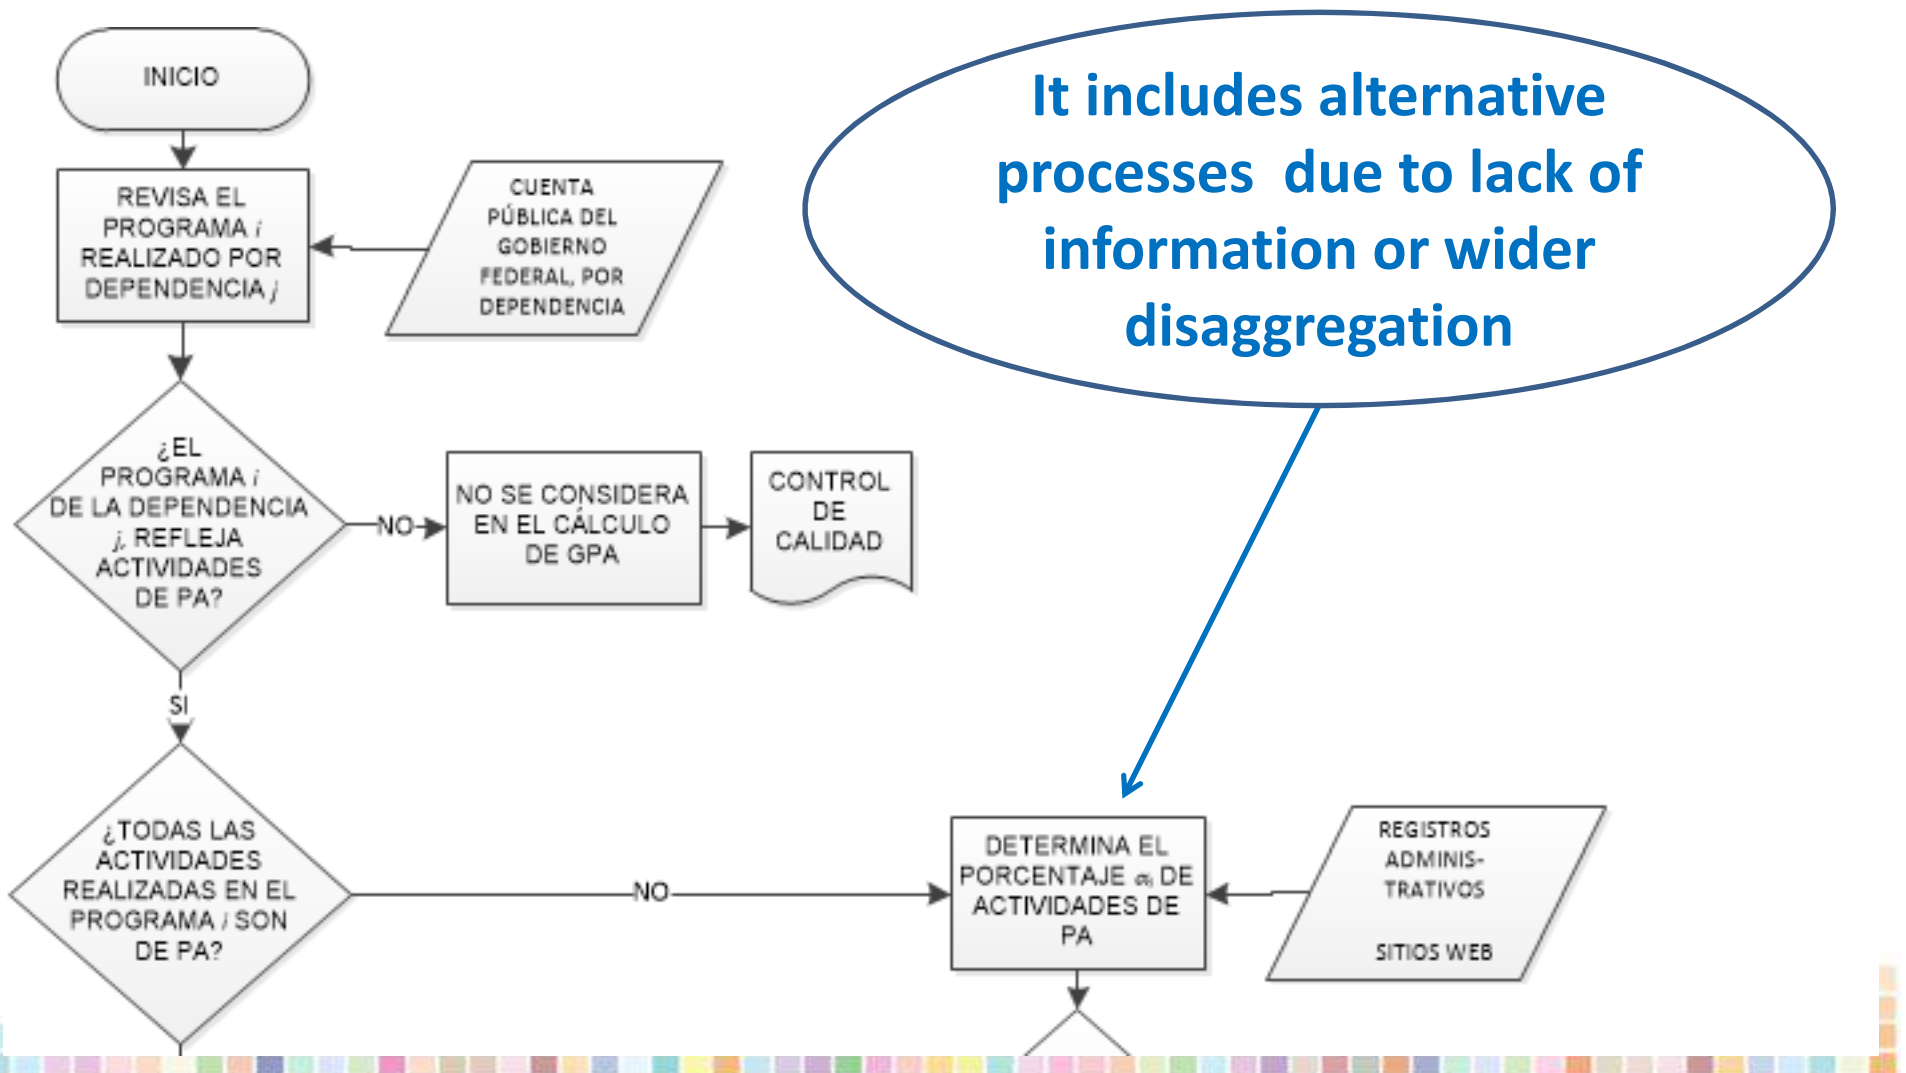 INICIO
REVISA EL
PROGRAMA i
REALIZADO POR
DEPENDENCIA j
CUENTA
PÚBLICA DEL
GOBIERNO
FEDERAL, POR
DEPENDENCIA
It includes alternative
processes due to lack of
information or wider
disaggregation
¿EL
PROGRAMA i
DE LA DEPENDENCIA
j, REFLEJA
ACTIVIDADES
DE PA?
NO
NO SE CONSIDERA
EN EL CÁLCULO
DE GPA
CONTROL
DE
CALIDAD
SI
¿TODAS LAS
ACTIVIDADES
REALIZADAS EN EL
PROGRAMA i SON
DE PA?
NO
DETERMINA EL
PORCENTAJE αᵢ DE
ACTIVIDADES DE
PA
REGISTROS
ADMINIS-
TRATIVOS
SITIOS WEB